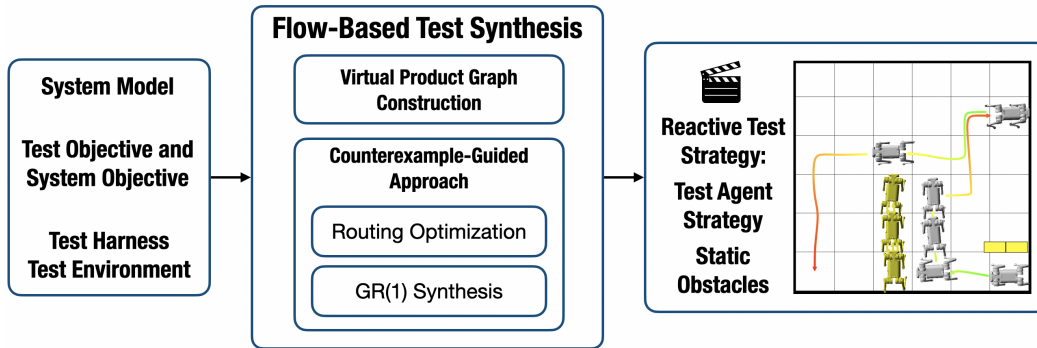 System Model
Test Objective and
System Objective
Test Harness
Test Environment
Flow-Based Test Synthesis
Virtual Product Graph
Construction
Counterexample-Guided
Approach
Routing Optimization
GR(1) Synthesis
Reactive Test
Strategy:
Test Agent
Strategy
Static
Obstacles